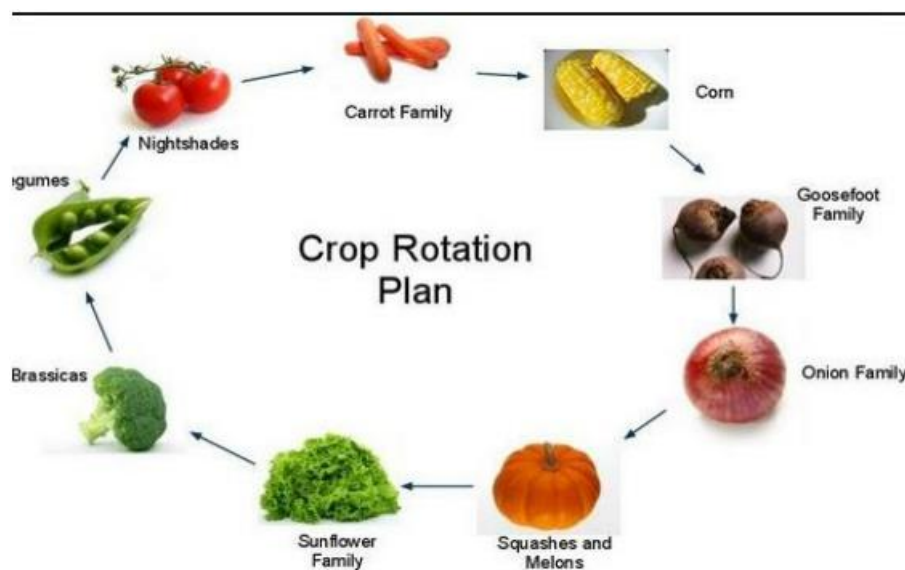 Crop Rotation
Plan
Nightshades
Carrot Family
Corn
Goosefoot
Family
Onion Family
Squashes and
Melons
Sunflower
Family
Brassicas
egumes